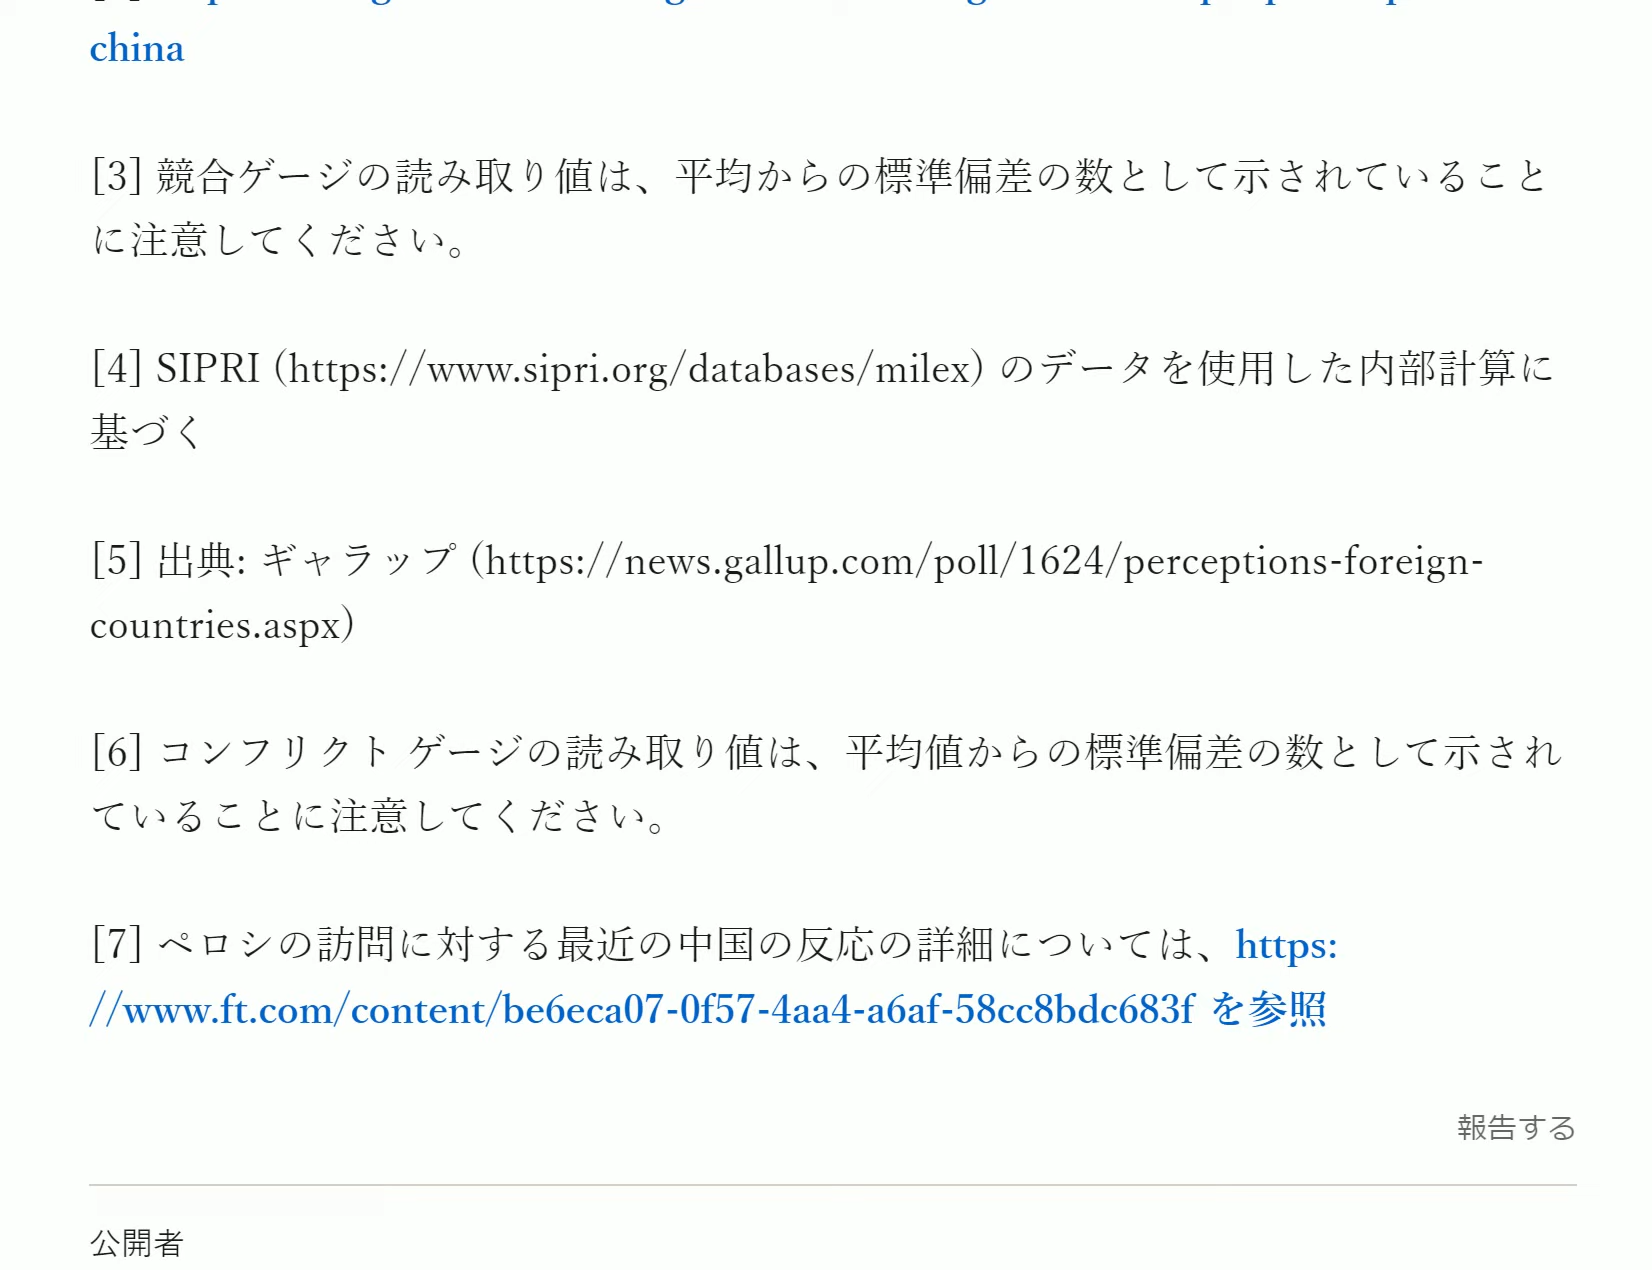 china
[3] 競合ゲージの読み取り値は、平均からの標準偏差の数として示されていること
に注意してください。
[4] SIPRI (https://www.sipri.org/databases/milex) のデータを使用した内部計算に
基づく
[5] 出典: ギャラップ (https://news.gallup.com/poll/1624/perceptions-foreign-
countries.aspx)
[6] コンフリクト ゲージの読み取り値は、平均値からの標準偏差の数として示され
ていることに注意してください。
[7] ペロシの訪問に対する最近の中国の反応の詳細については、https:
//www.ft.com/content/be6eca07-0f57-4aa4-a6af-58cc8bdc683f を参照
報告する
公開者